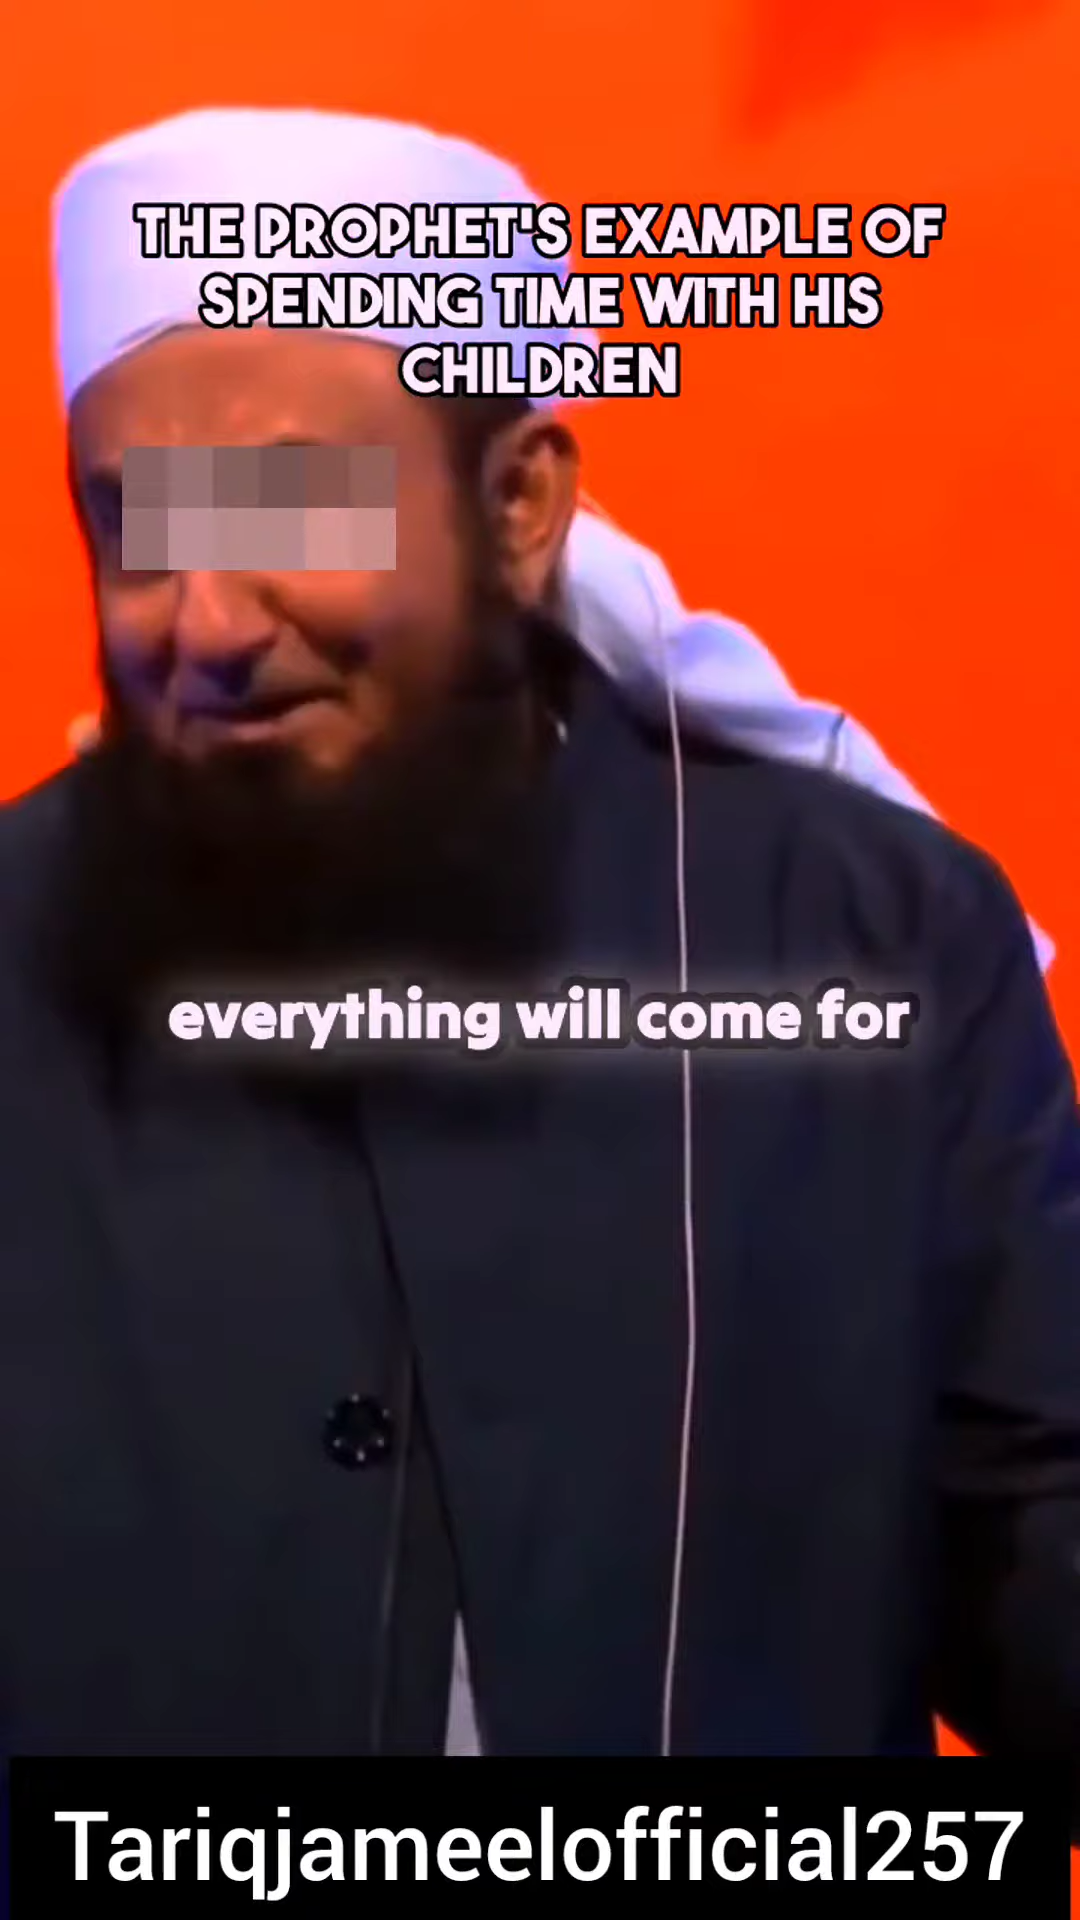 THE PROPHET'S EXAMPLE OF
SPENDING TIME WITH HIS
CHILDREN
everything will come for
Tariqjameelofficial257